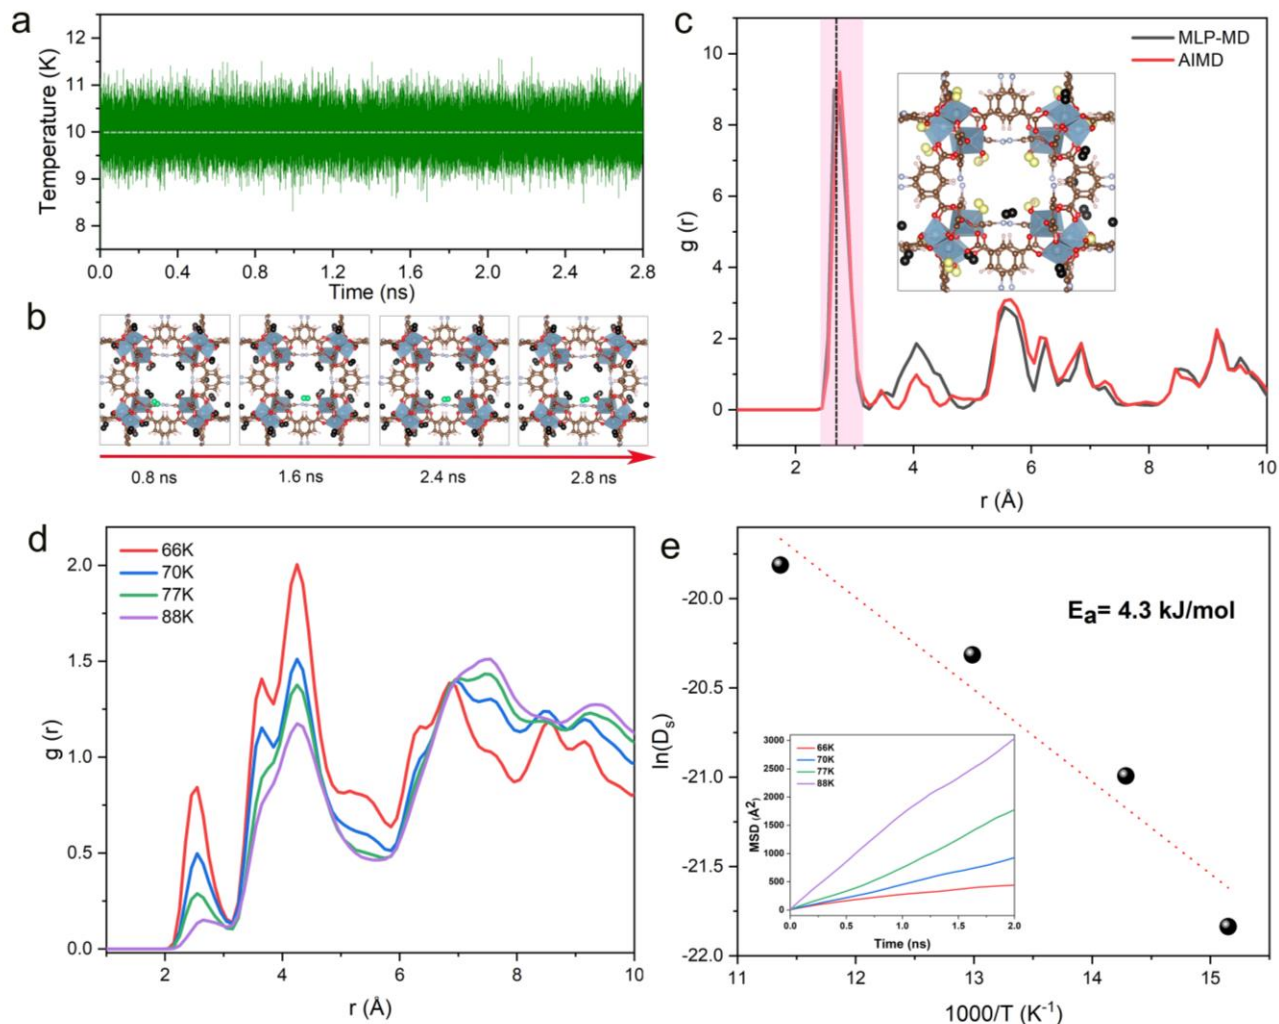 a
Temperature (K)
12
11
10
9
8
0.0 0.4 0.8 1.2 1.6 2.0 2.4 2.8
Time (ns)
b
0.8 ns 1.6 ns 2.4 ns 2.8 ns
c
MLP-MD
AIMD
g (r)
10
8
6
4
2
0
2 4 6 8 10
r (Å)
d
66K
70K
77K
88K
g (r)
2.0
1.5
1.0
0.5
0.0
2 4 6 8 10
r (Å)
e
Ea= 4.3 kJ/mol
ln(Ds)
-20.0
-20.5
-21.0
-21.5
-22.0
11 12 13 14 15
1000/T (K-1)
66K
70K
77K
88K
MSD (Å2)
3000
2500
2000
1500
1000
500
0
0.0 0.5 1.0 1.5 2.0
Time (ns)